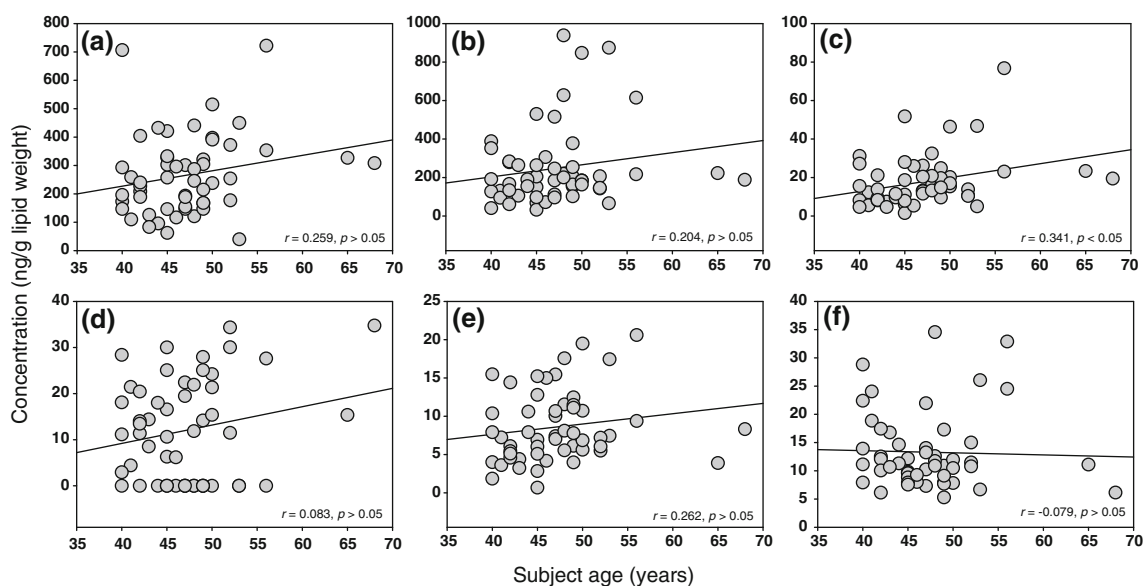 (a)
800
700
600
500
400
300
200
100
0
35 40 45 50 55 60 65 70
r = 0.259, p > 0.05
(b)
1000
800
600
400
200
0
35 40 45 50 55 60 65 70
r = 0.204, p > 0.05
(c)
100
80
60
40
20
0
35 40 45 50 55 60 65 70
r = 0.341, p < 0.05
Concentration (ng/g lipid weight)
(d)
40
30
20
10
0
35 40 45 50 55 60 65 70
r = 0.083, p > 0.05
(e)
25
20
15
10
5
0
35 40 45 50 55 60 65 70
r = 0.262, p > 0.05
(f)
40
35
30
25
20
15
10
5
0
35 40 45 50 55 60 65 70
r = -0.079, p > 0.05
Subject age (years)